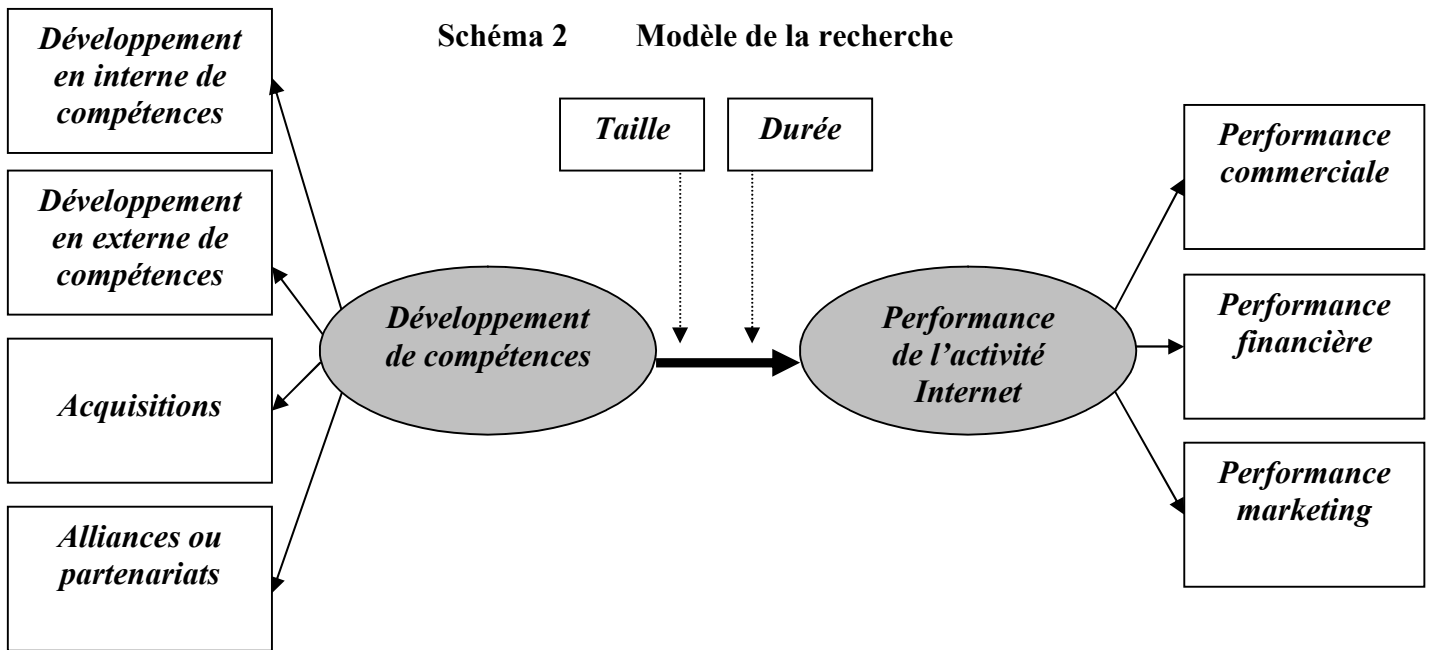 Schéma 2 Modèle de la recherche
Développement
en interne de
compétences
Développement
en externe de
compétences
Acquisitions
Alliances ou
partenariats
Développement
de compétences
Taille
Durée
Performance
de l’activité
Internet
Performance
commerciale
Performance
financière
Performance
marketing